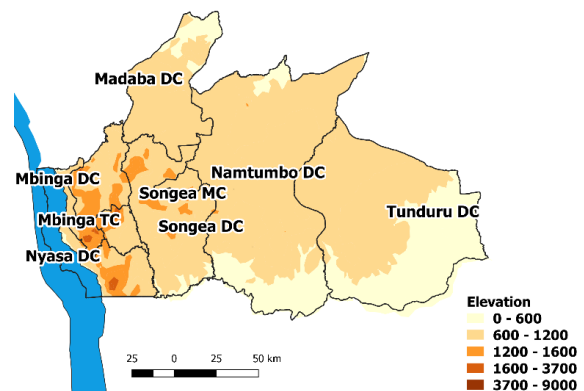 Madaba DC
Mbinga DC
Songea MC
Namtumbo DC
Mbinga TC
Songea DC
Tunduru DC
Nyasa DC
Elevation
0 - 600
600 - 1200
1200 - 1600
1600 - 3700
3700 - 9000
25 0 25 50 km